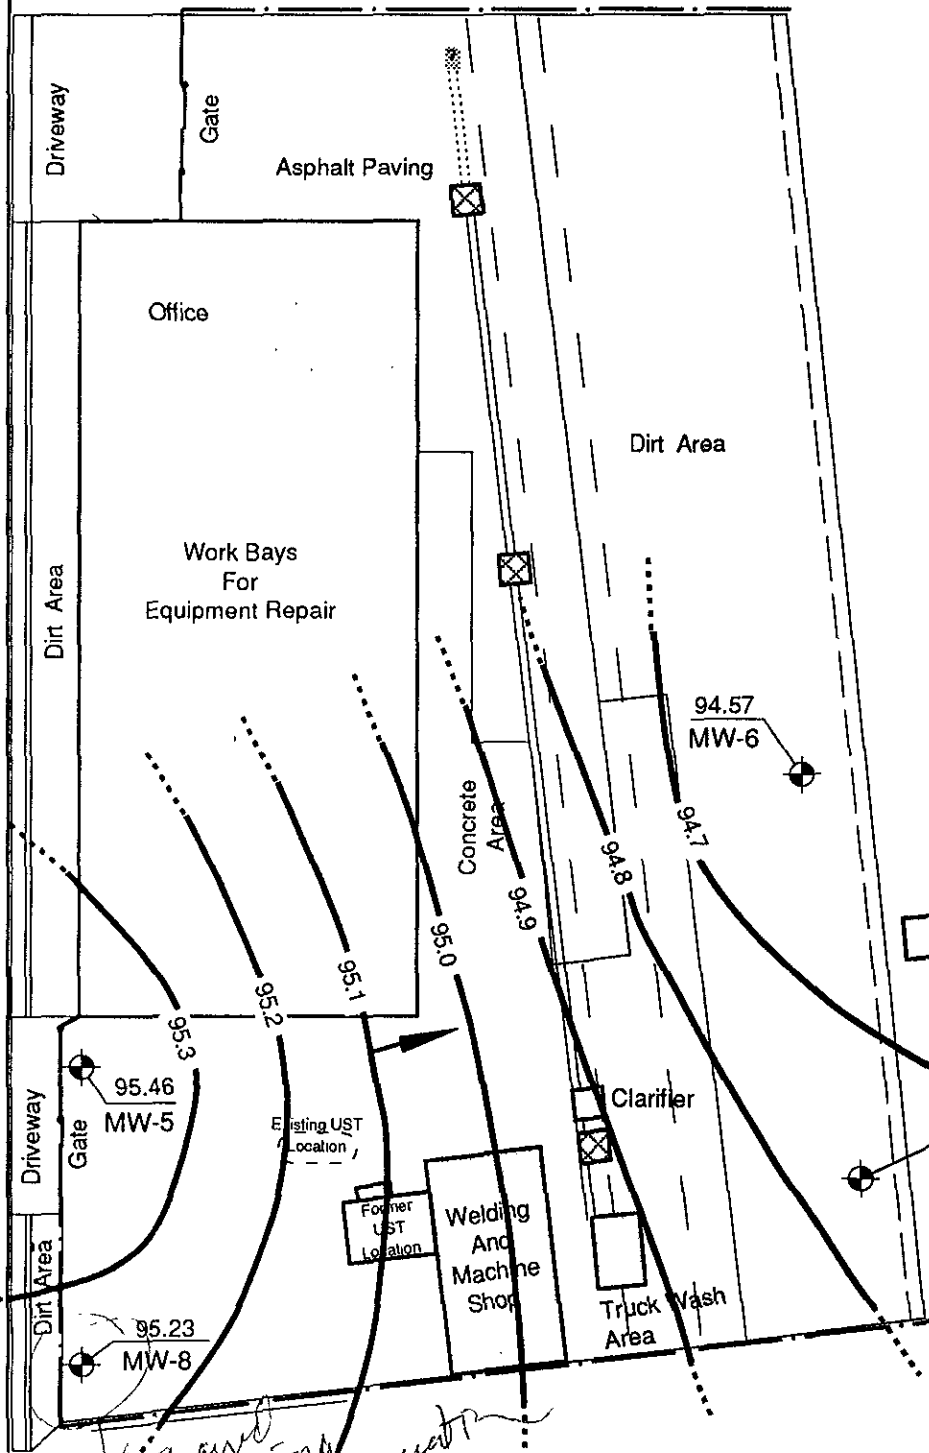 Driveway
Gate
Asphalt Paving
Office
Dirt Area
Work Bays
For
Equipment Repair
Dirt Area
94.57
MW-6
Concrete
Area
94.7
94.8
94.9
95.0
95.1
95.2
95.3
95.46
MW-5
Driveway
Gate
Existing UST
Location
Clarifier
Former
UST
Location
Welding
And
Machine
Shop
Truck Wash
Area
Dirt Area
95.23
MW-8